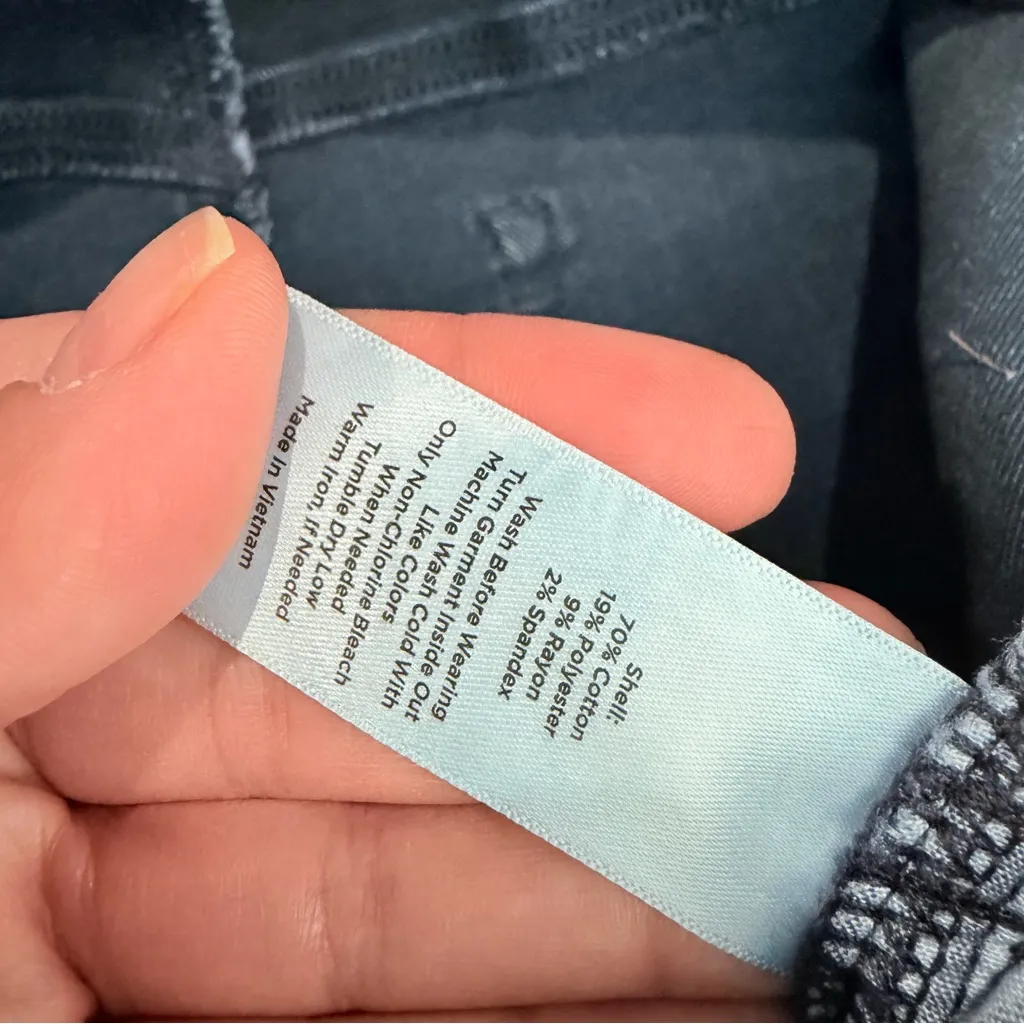 Shell:
70% Cotton
19% Polyester
9% Rayon
2% Spandex
Wash Before Wearing
Turn Garment Inside Out
Machine Wash Cold With
Like Colors
Only Non-Chlorine Bleach
When Needed
Tumble Dry, Low
Warm Iron, If Needed
Made In Vietnam